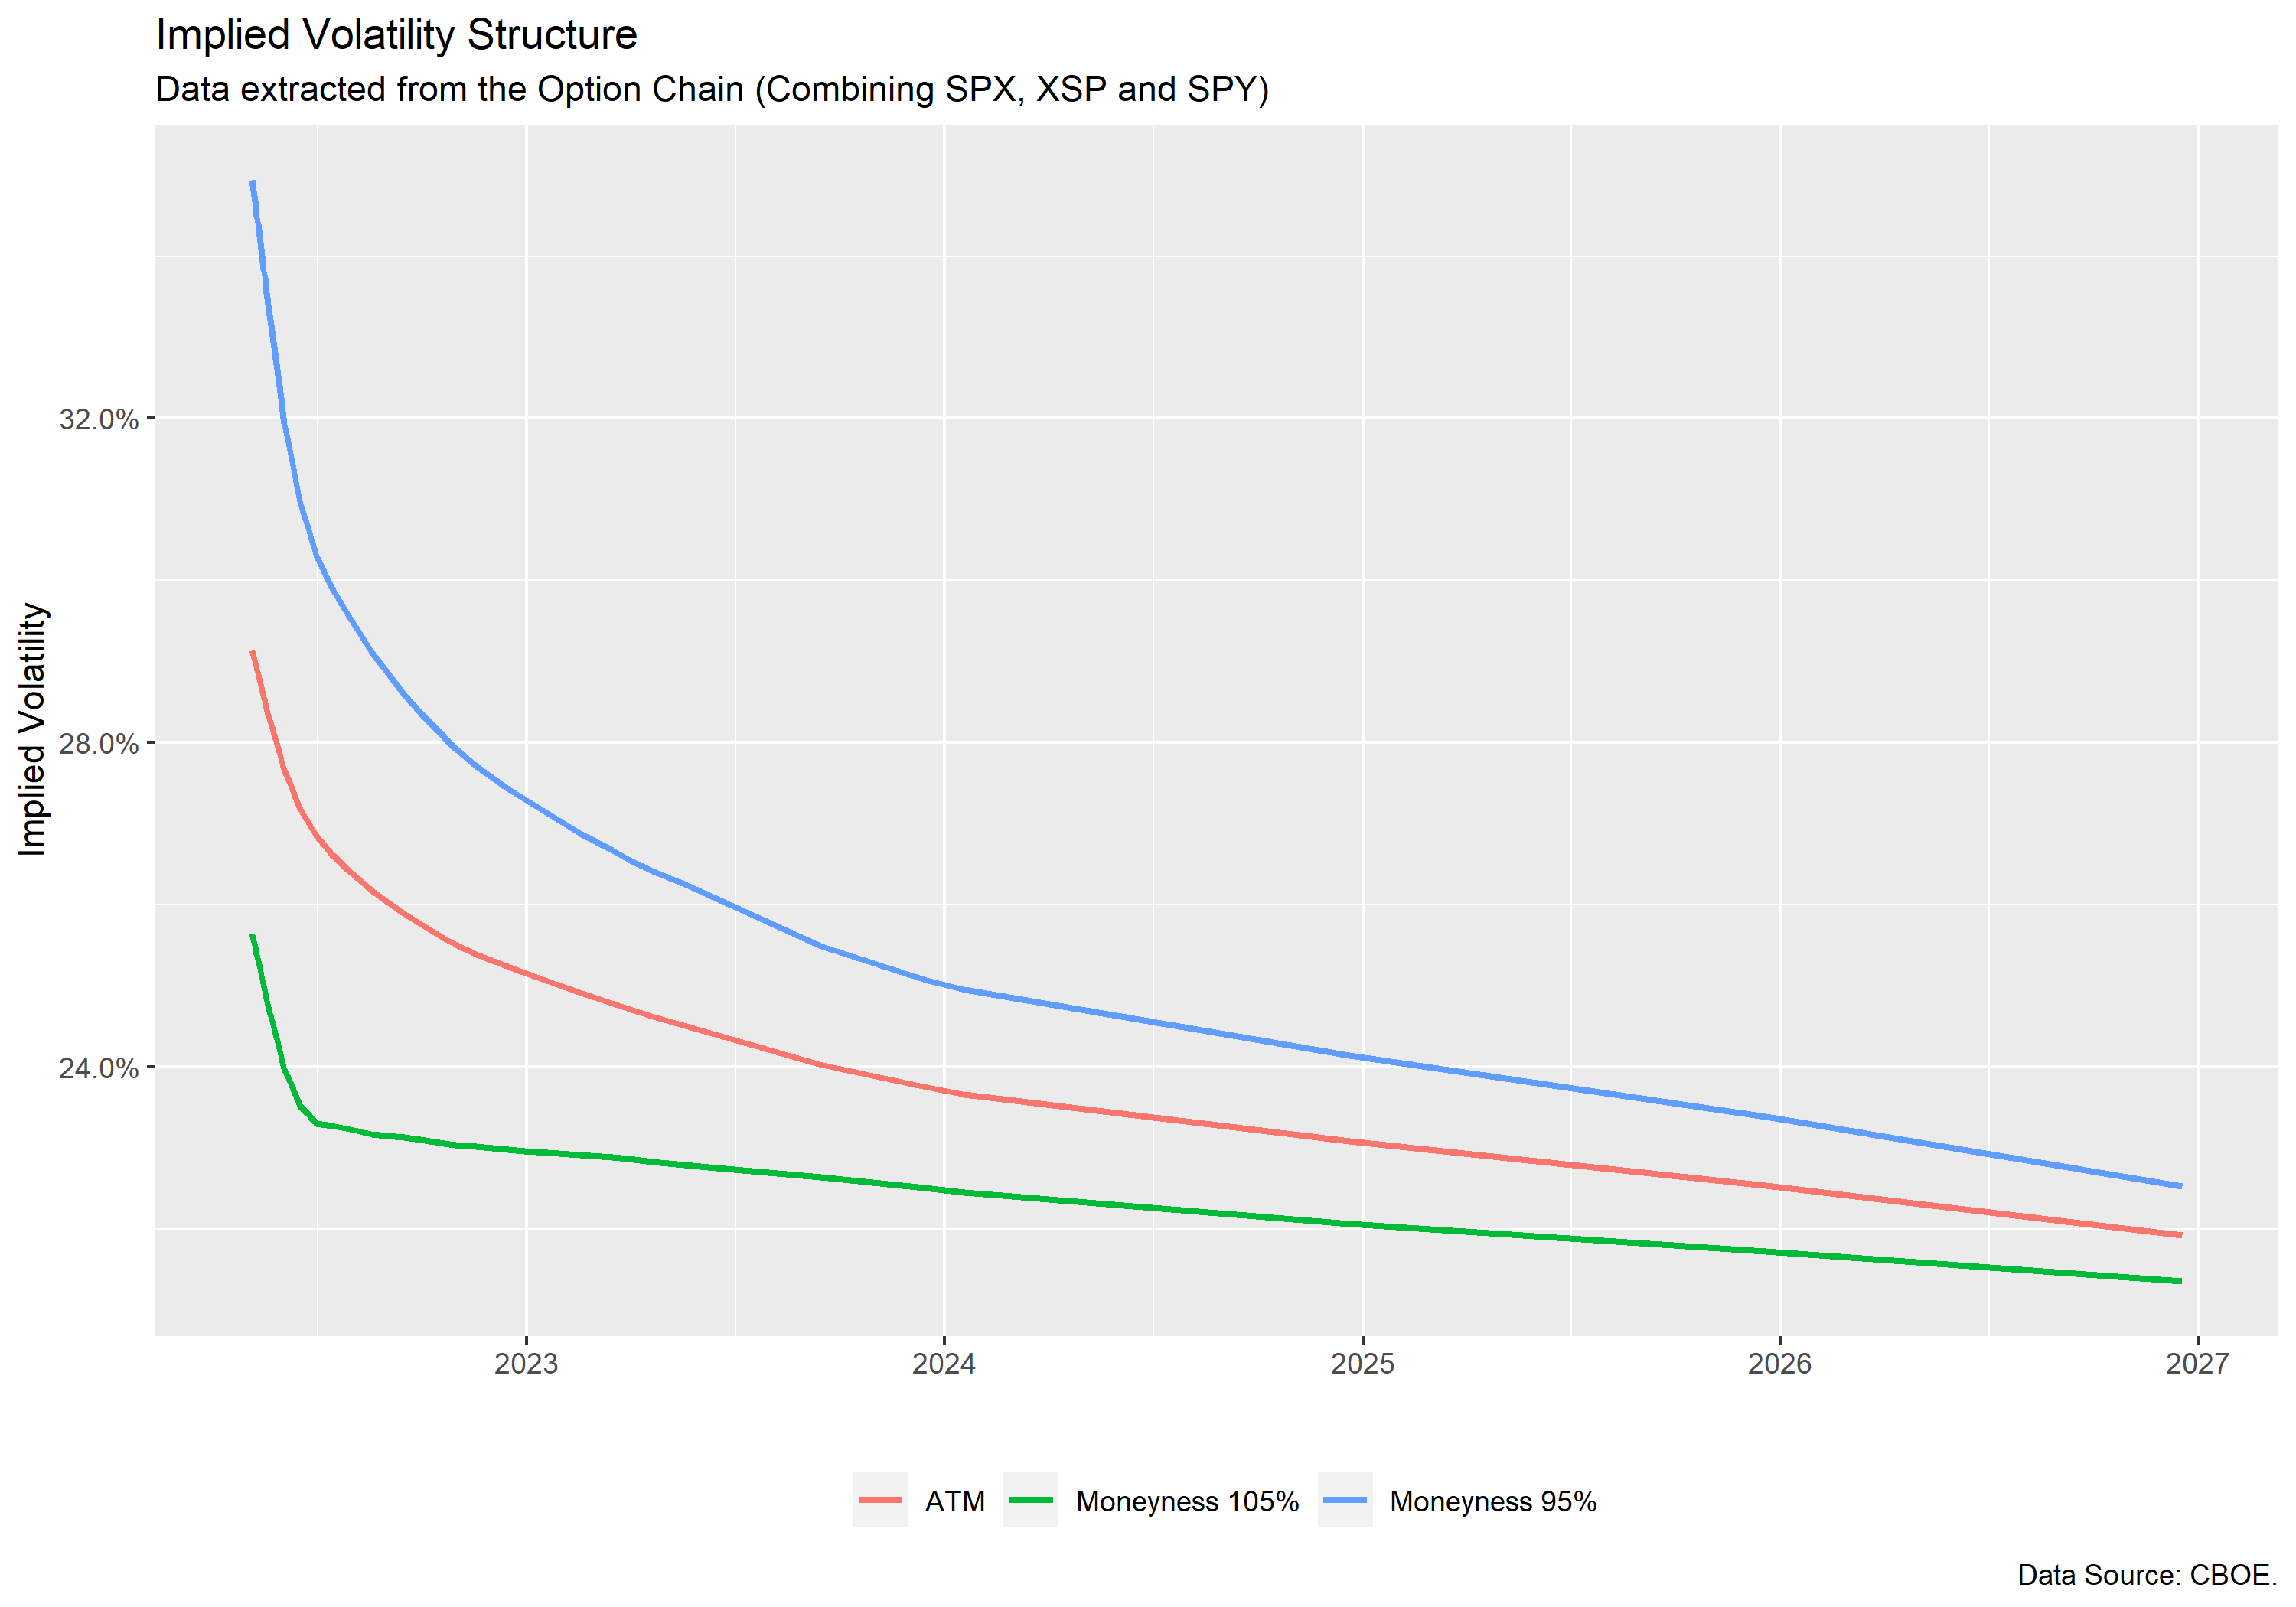 Implied Volatility Structure
Data extracted from the Option Chain (Combining SPX, XSP and SPY)
Implied Volatility
32.0%
28.0%
24.0%
2023 2024 2025 2026 2027
ATM Moneyness 105% Moneyness 95%
Data Source: CBOE.